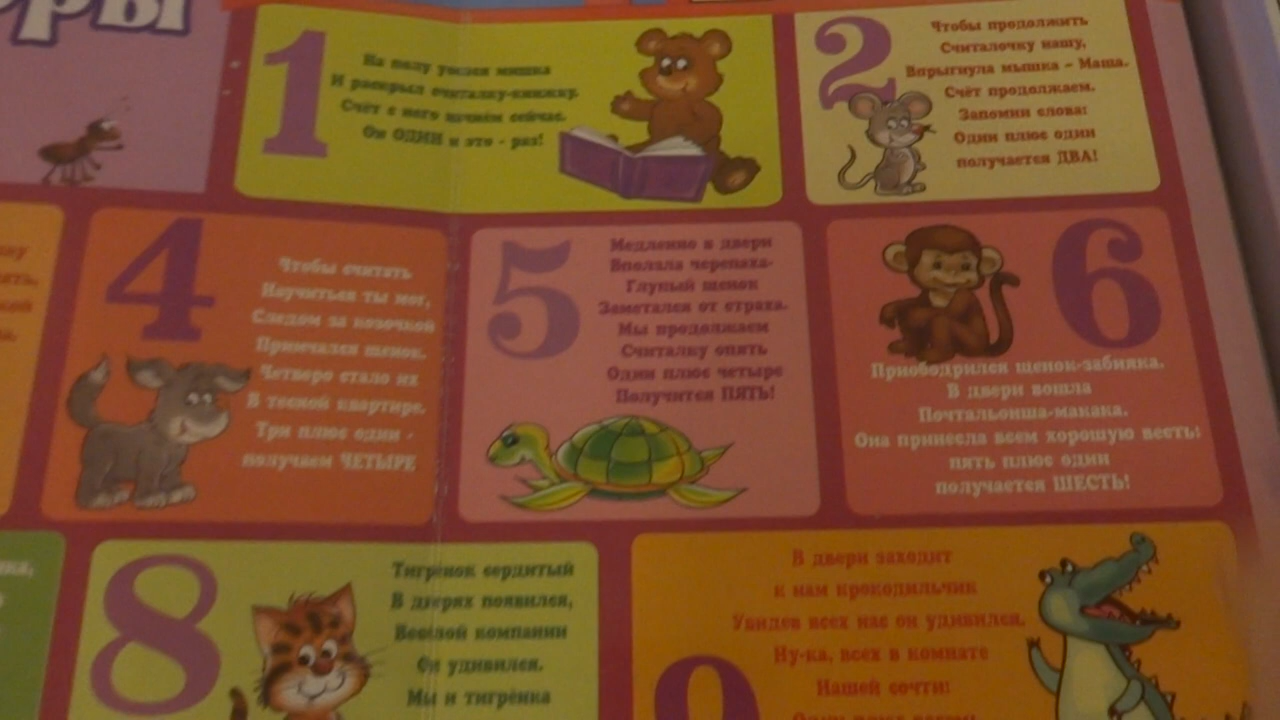 1
На полу уселся мишка
И раскрыл считалку-книжку.
Счёт с него начнём сейчас.
Он ОДИН и это - раз!
2
Чтобы продолжить
Считалочку нашу,
Впрыгнула мышка - Маша.
Счёт продолжаем.
Запомни слова:
Один плюс один
получается ДВА!
4
Чтобы считать
Научиться ты мог,
Следом за козочкой
Примчался щенок.
Четверо стало их
В тесной квартире.
Три плюс один -
получаем ЧЕТЫРЕ
5
Медленно в двери
Вползла черепаха-
Глупый щенок
Заметался от страха.
Мы продолжаем
Считалку опять
Один плюс четыре
Получится ПЯТЬ!
6
Приободрился щенок-забияка.
В двери вошла
Почтальонша-макака.
Она принесла всем хорошую весть:
пять плюс один
получается ШЕСТЬ!
8
Тигрёнок сердитый
В дверях появился,
Весёлой компании
Он удивился.
Мы и тигрёнка
9
В двери заходит
к нам крокодильчик
Увидев всех нас он удивился.
Ну-ка, всех в комнате
Нашей сочти!